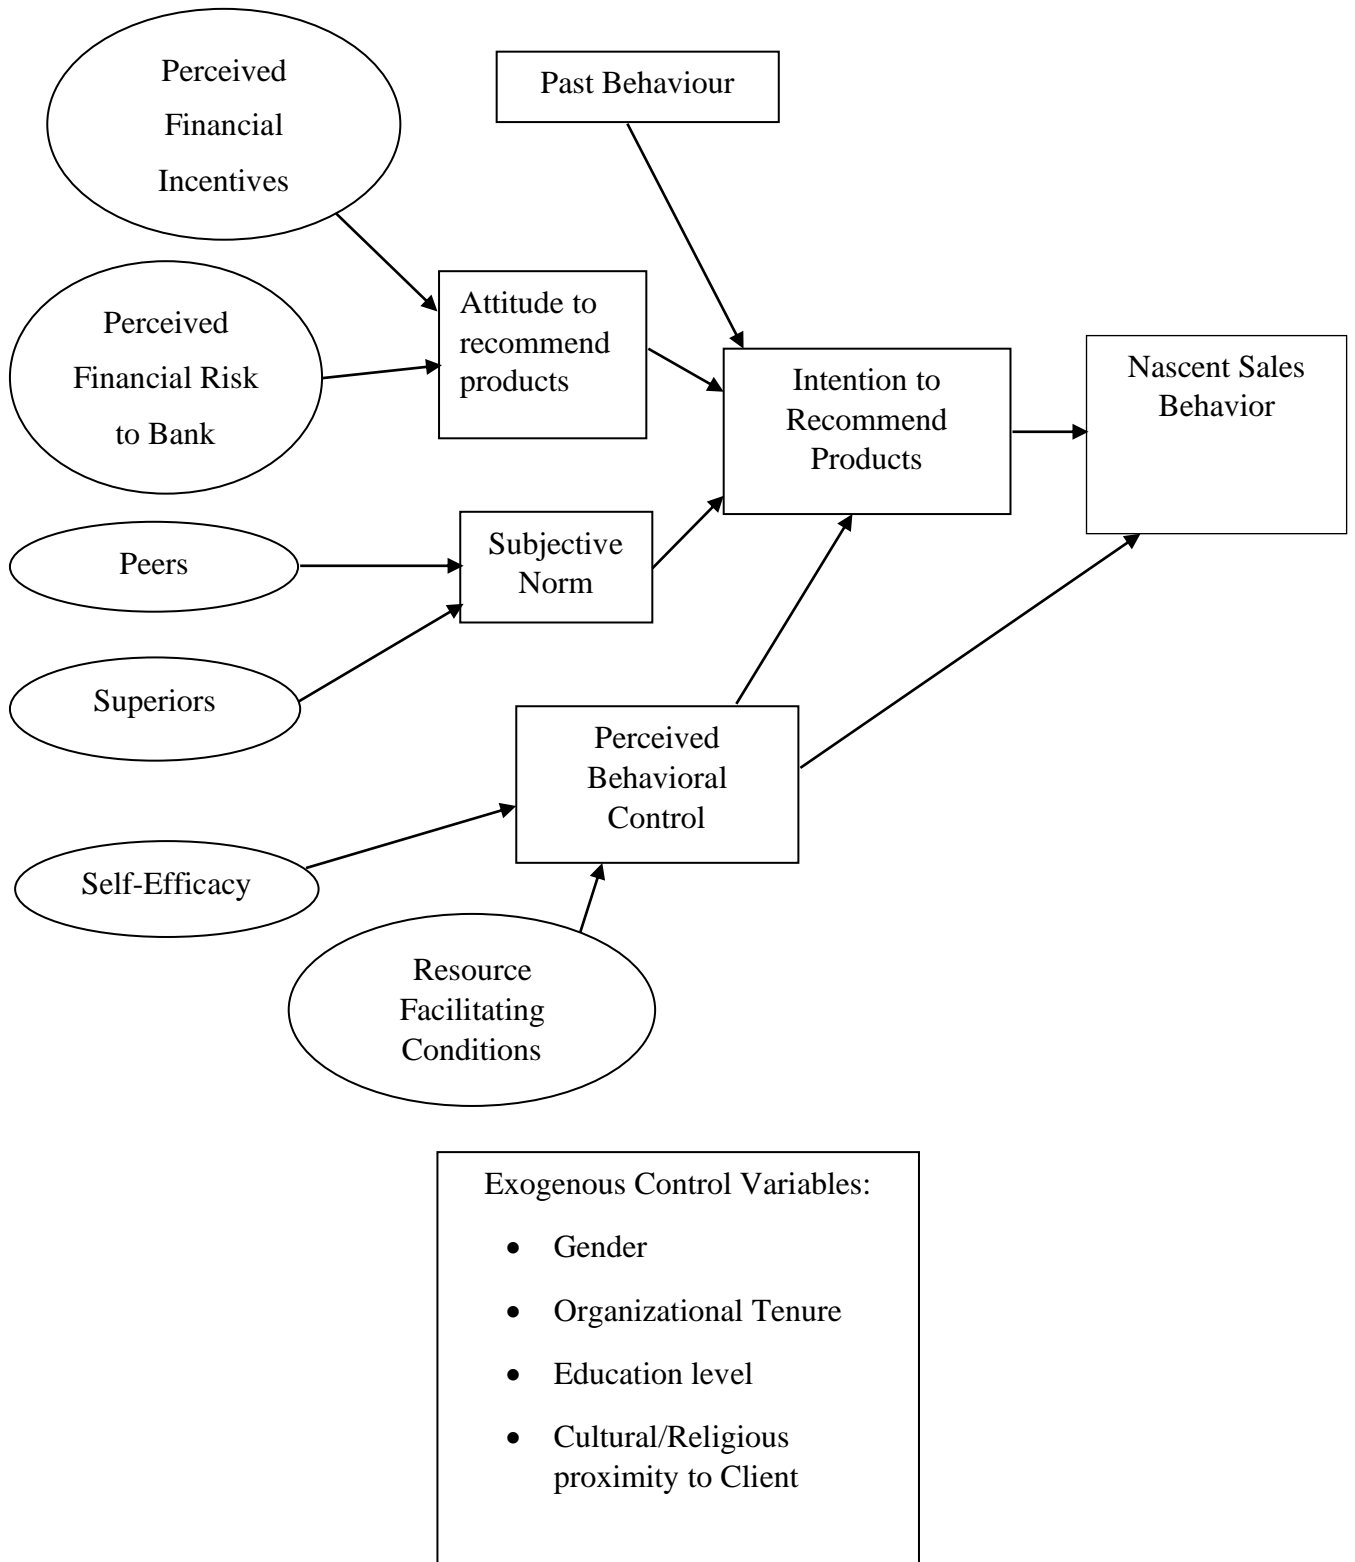 Perceived
Financial
Incentives
Past Behaviour
Perceived
Financial Risk
to Bank
Attitude to
recommend
products
Intention to
Recommend
Products
Nascent Sales
Behavior
Peers
Subjective
Norm
Superiors
Perceived
Behavioral
Control
Self-Efficacy
Resource
Facilitating
Conditions
Exogenous Control Variables:
• Gender
• Organizational Tenure
• Education level
• Cultural/Religious
proximity to Client